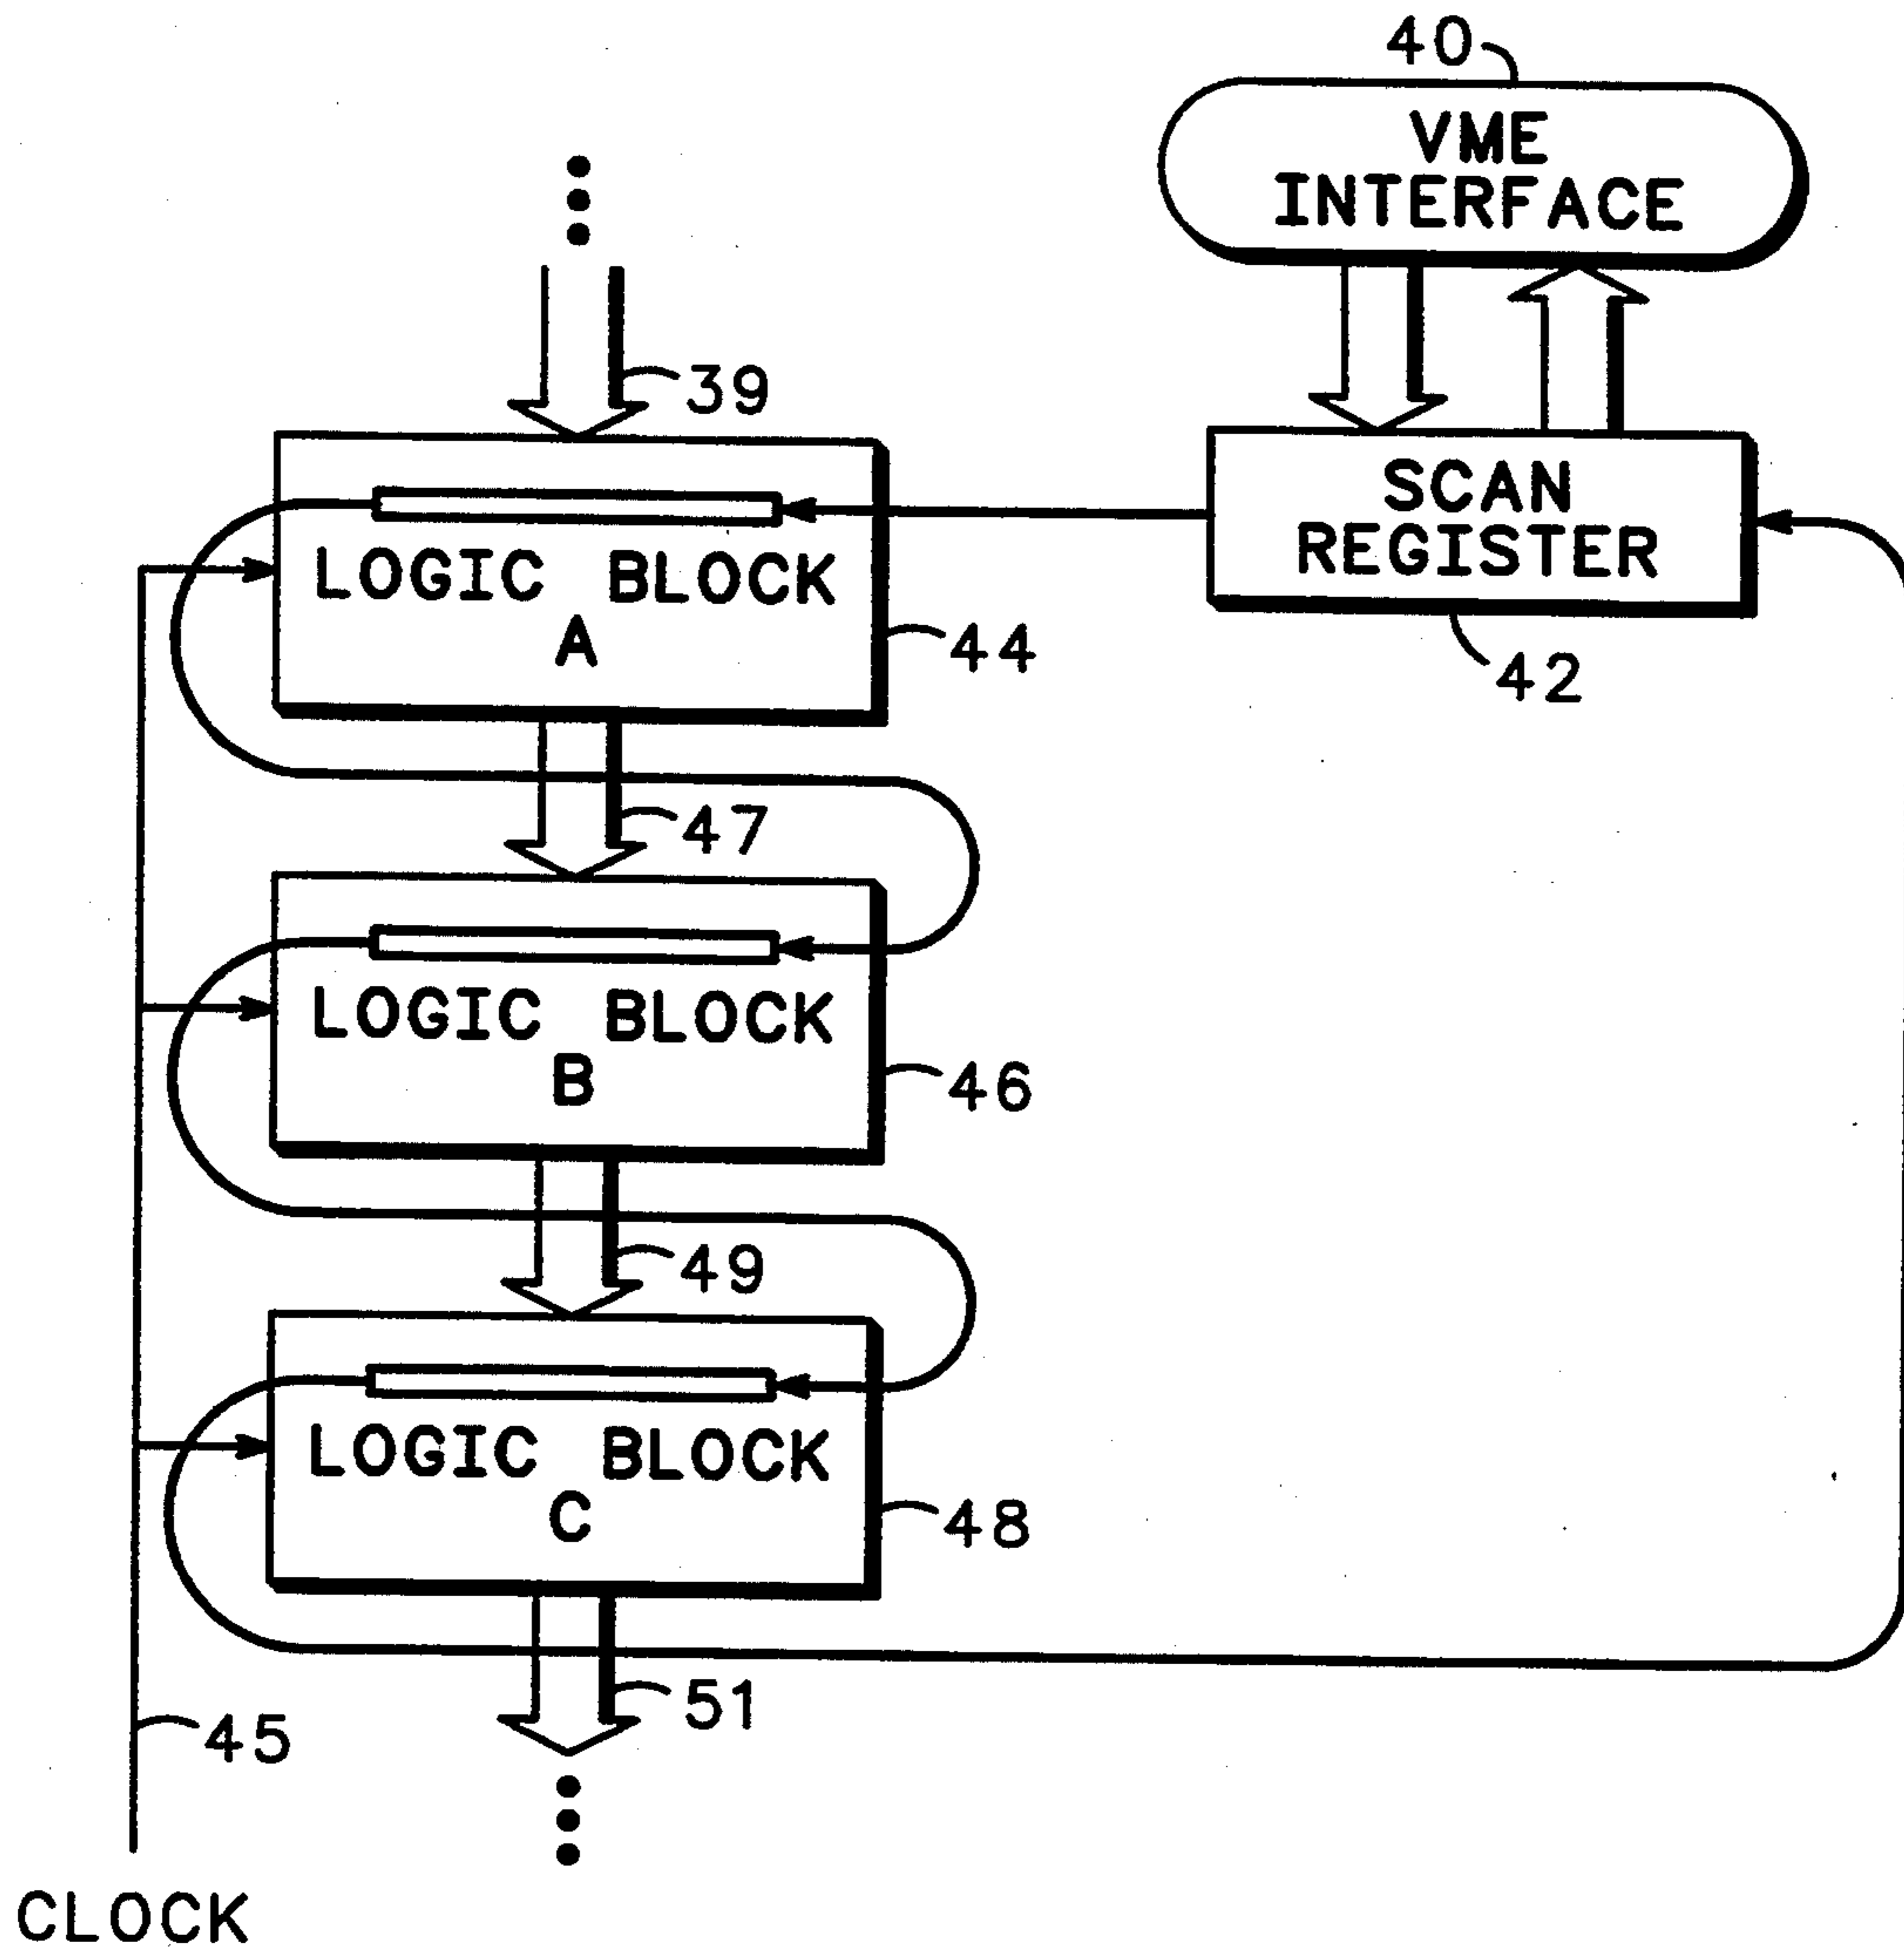 40
VME
INTERFACE
39
SCAN
REGISTER
42
LOGIC BLOCK
A
44
47
LOGIC BLOCK
B
46
49
LOGIC BLOCK
C
48
51
45
CLOCK